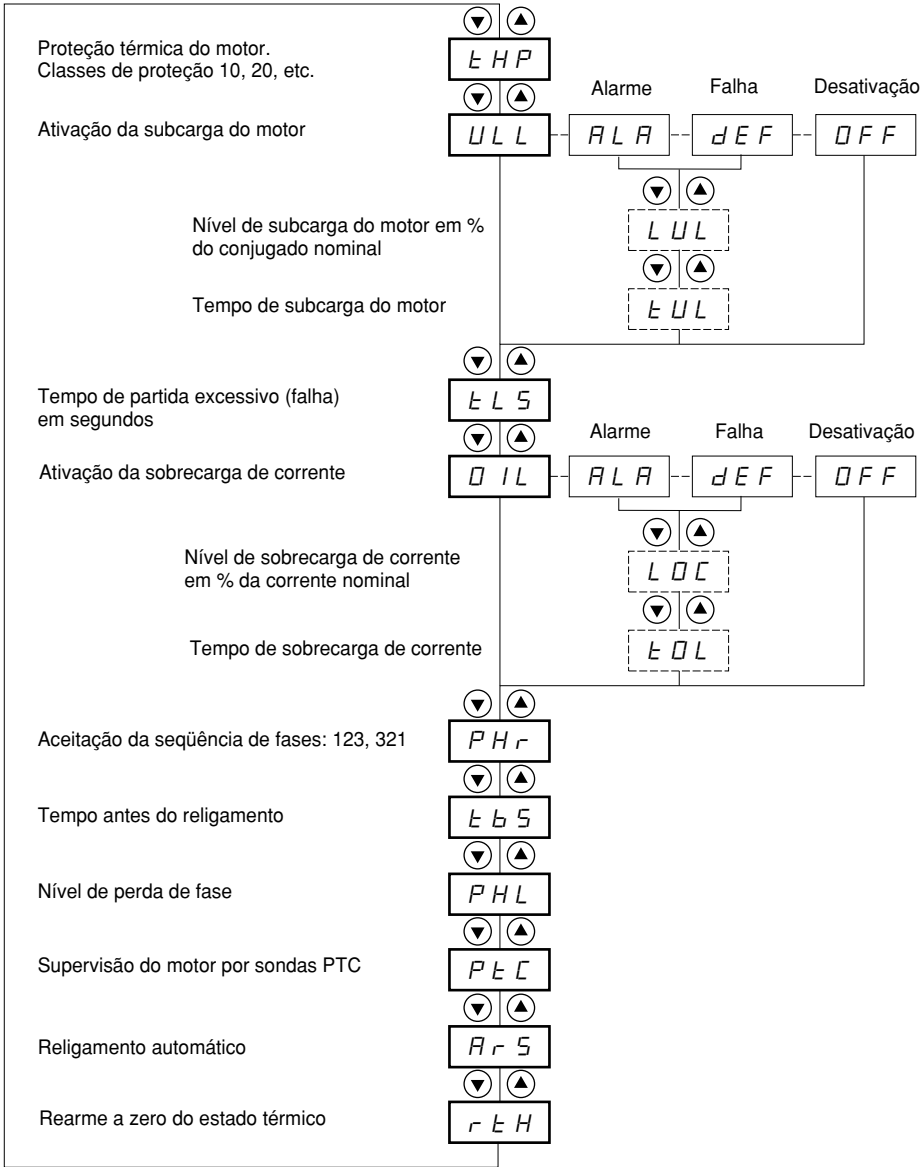 Proteção térmica do motor.
Classes de proteção 10, 20, etc.
tHP
Alarme Falha Desativação
Ativação da subcarga do motor
ULL ALA dEF OFF
Nível de subcarga do motor em %
do conjugado nominal
LUL
Tempo de subcarga do motor
tUL
Tempo de partida excessivo (falha)
em segundos
tLS
Alarme Falha Desativação
Ativação da sobrecarga de corrente
OIL ALA dEF OFF
Nível de sobrecarga de corrente
em % da corrente nominal
LOC
Tempo de sobrecarga de corrente
tOL
Aceitação da seqüência de fases: 123, 321
PHr
Tempo antes do religamento
tbS
Nível de perda de fase
PHL
Supervisão do motor por sondas PTC
PtC
Religamento automático
ArS
Rearme a zero do estado térmico
rtH